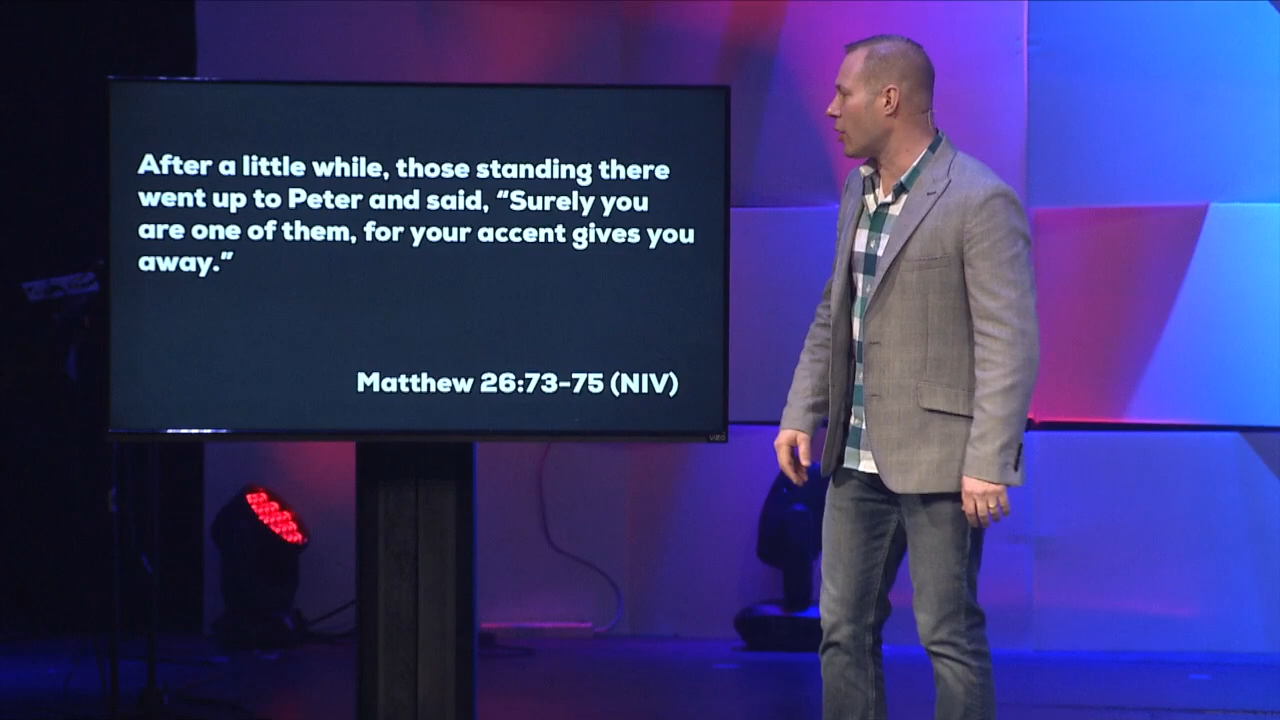 After a little while, those standing there
went up to Peter and said, “Surely you
are one of them, for your accent gives you
away.”
Matthew 26:73-75 (NIV)
VIZIO